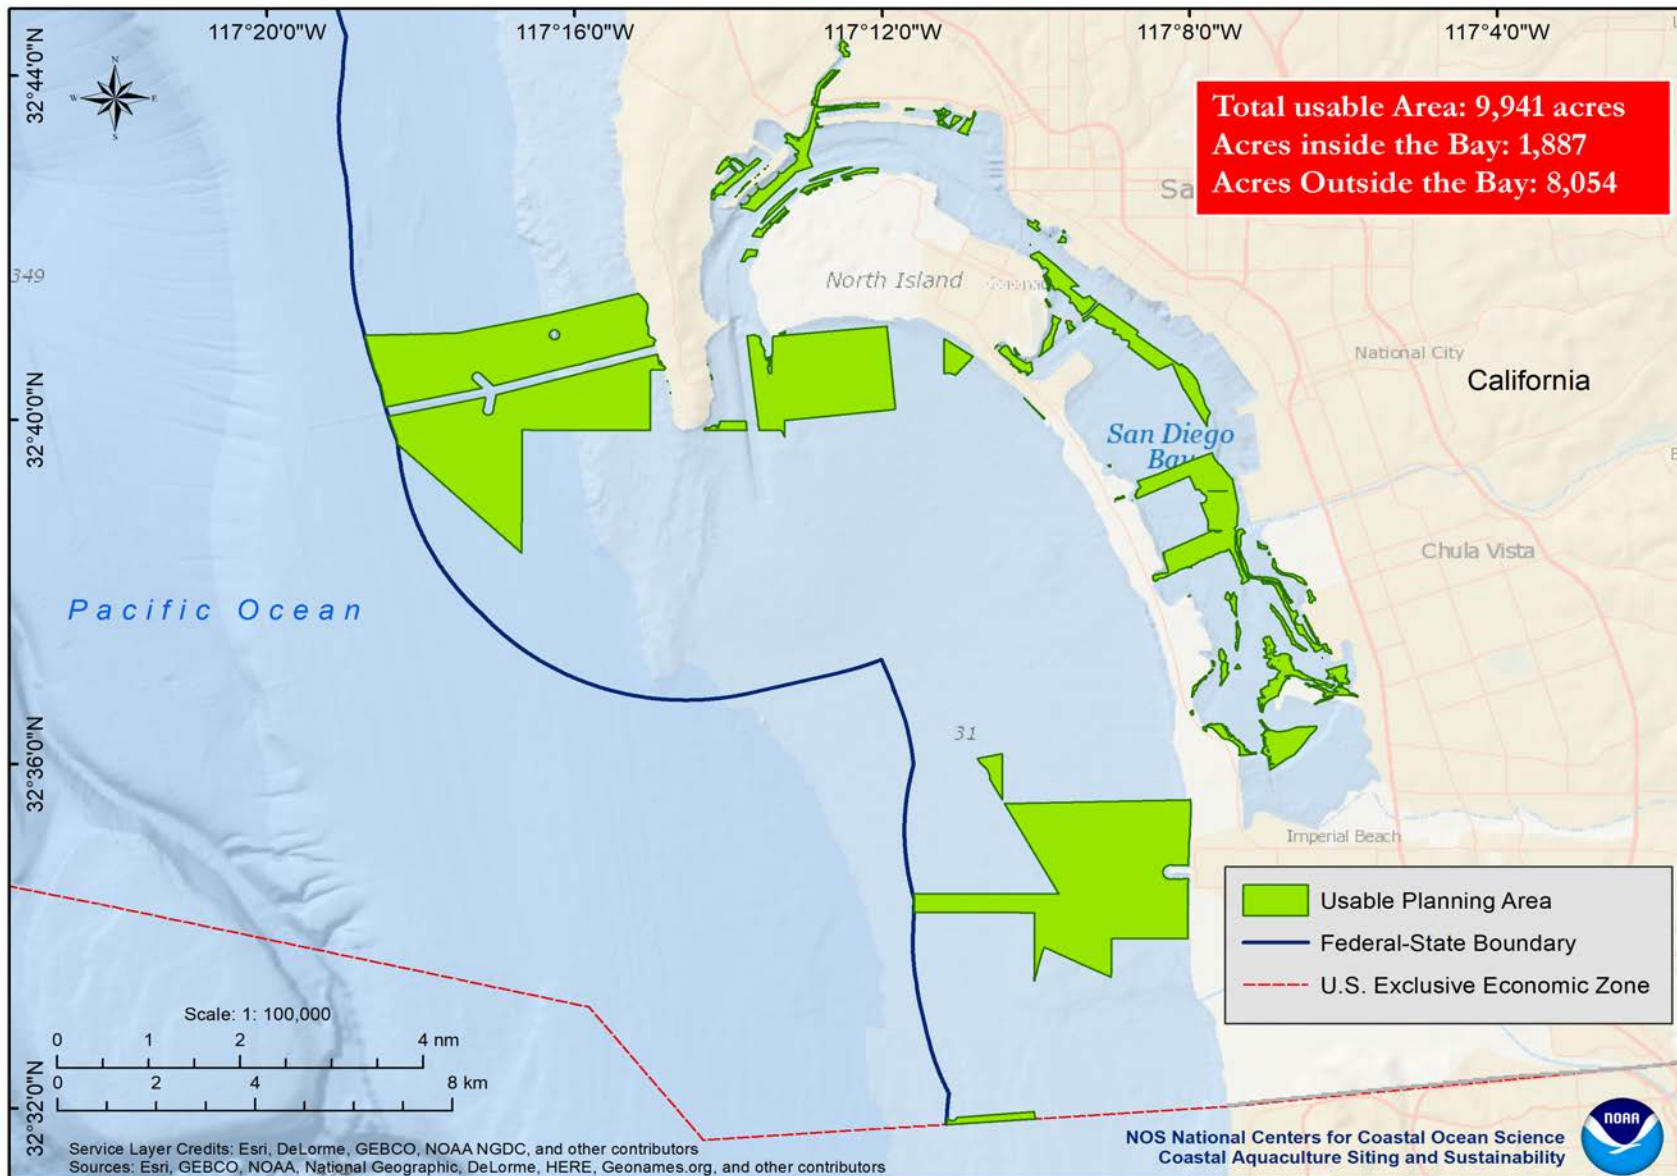 117°20'0"W
117°16'0"W
117°12'0"W
117°8'0"W
117°4'0"W
32°44'0"N
32°40'0"N
32°36'0"N
32°32'0"N
N
W
E
S
Total usable Area: 9,941 acres
Acres inside the Bay: 1,887
Acres Outside the Bay: 8,054
Sa
349
North Island
National City
California
San Diego
Bay
Chula Vista
Pacific Ocean
31
Imperial Beach
Usable Planning Area
Federal-State Boundary
U.S. Exclusive Economic Zone
Scale: 1: 100,000
0 1 2 4 nm
0 2 4 8 km
Service Layer Credits: Esri, DeLorme, GEBCO, NOAA NGDC, and other contributors
Sources: Esri, GEBCO, NOAA, National Geographic, DeLorme, HERE, Geonames.org, and other contributors
NOS National Centers for Coastal Ocean Science
Coastal Aquaculture Siting and Sustainability
NOAA